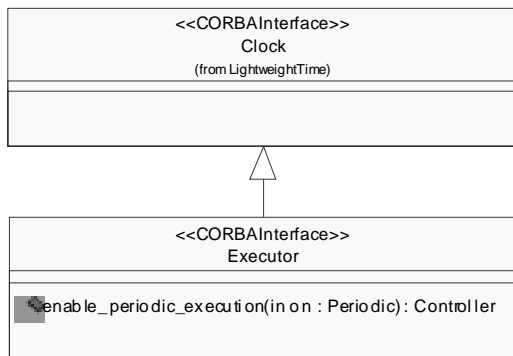 <<CORBAInterface>>
Clock
(from LightweightTime)
<<CORBAInterface>>
Executor
enable_periodic_execution(in on : Periodic) : Controller